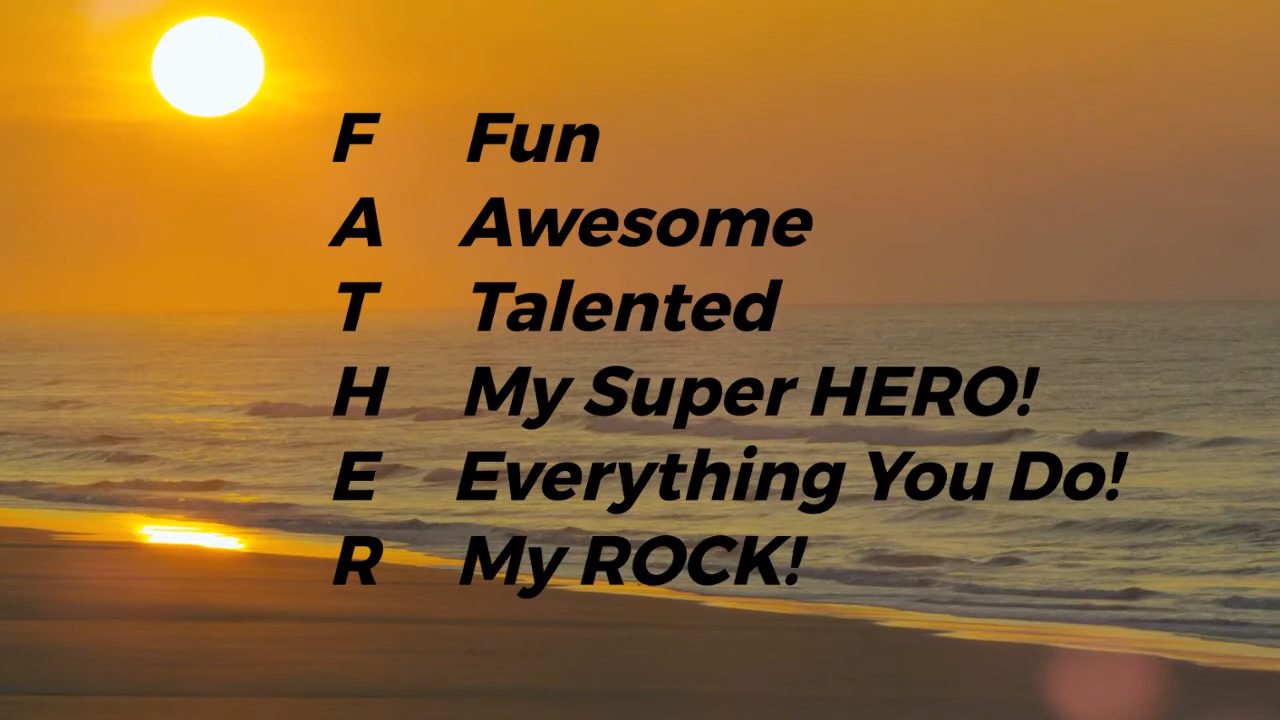 F Fun
A Awesome
T Talented
H My Super HERO!
E Everything You Do!
R My ROCK!